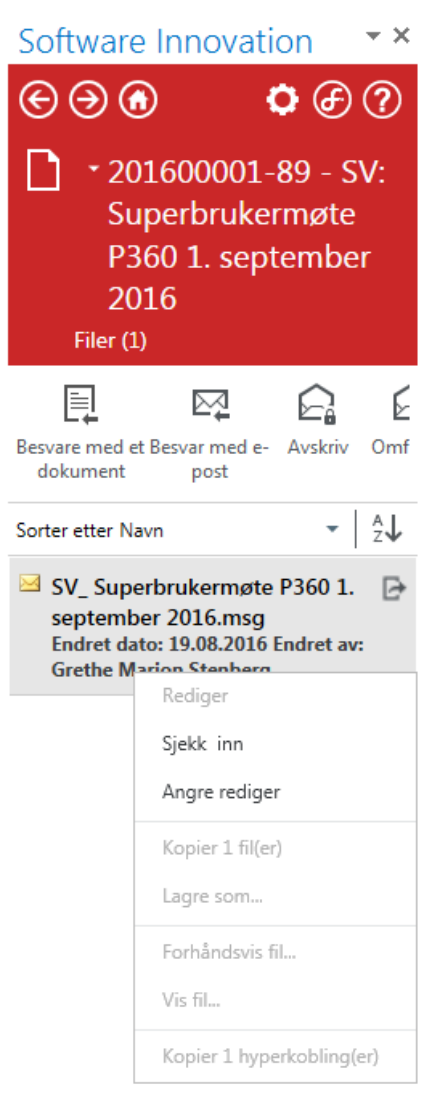 Software Innovation
201600001-89 - SV:
Superbrukermøte
P360 1. september
2016
Filer (1)
Besvare med et dokument
Besvar med e-post
Avskriv
Omf
Sorter etter Navn
SV_ Superbrukermøte P360 1.
september 2016.msg
Endret dato: 19.08.2016 Endret av:
Grethe Marion Stenberg
Rediger
Sjekk inn
Angre rediger
Kopier 1 fil(er)
Lagre som...
Forhåndsvis fil...
Vis fil...
Kopier 1 hyperkobling(er)